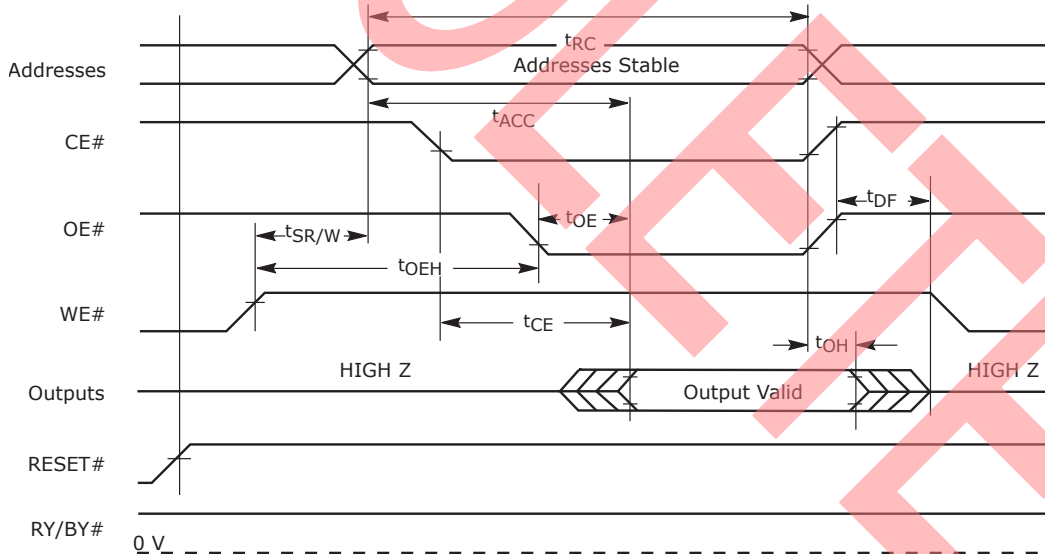 tRC
Addresses
Addresses Stable
tACC
CE#
tDF
tOE
OE#
tSR/W
tOEH
WE#
tCE
tOH
HIGH Z
HIGH Z
Outputs
Output Valid
RESET#
RY/BY#
0 V